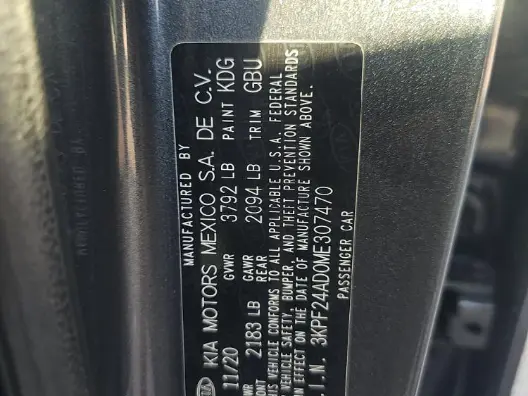 MANUFACTURED BY
KIA KIA MOTORS MEXICO S.A. DE C.V.
11/20 GVWR 3792 LB PAINT KDG
2183 LB GAWR REAR 2094 LB TRIM GBU
VEHICLE CONFORMS TO ALL APPLICABLE U.S.A. FEDERAL
VEHICLE SAFETY, BUMPER, AND THEFT PREVENTION STANDARDS
IN EFFECT ON THE DATE OF MANUFACTURE SHOWN ABOVE.
I.N. 3KPF24AD0ME307470
PASSENGER CAR